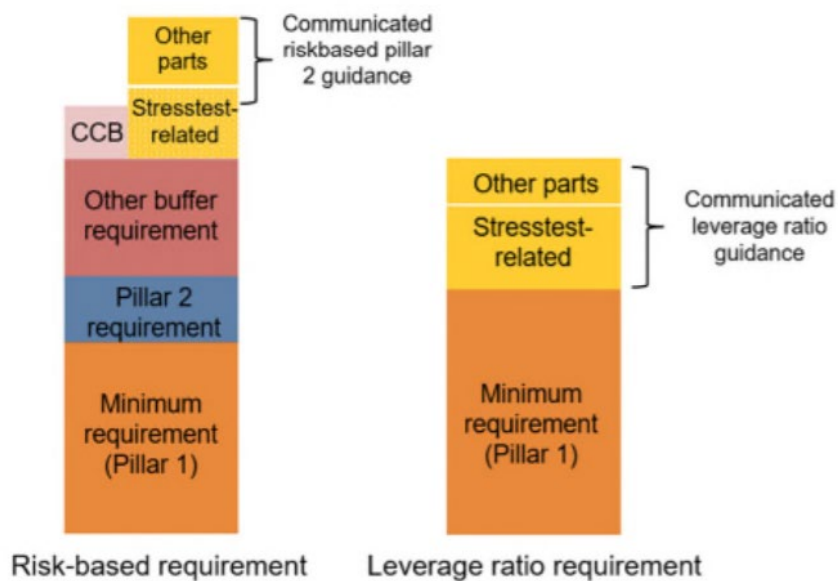 Other
parts
Communicated
riskbased pillar
2 guidance
CCB
Stresstest-
related
Other buffer
requirement
Pillar 2
requirement
Minimum
requirement
(Pillar 1)
Risk-based requirement
Other parts
Stresstest-
related
Communicated
leverage ratio
guidance
Minimum
requirement
(Pillar 1)
Leverage ratio requirement